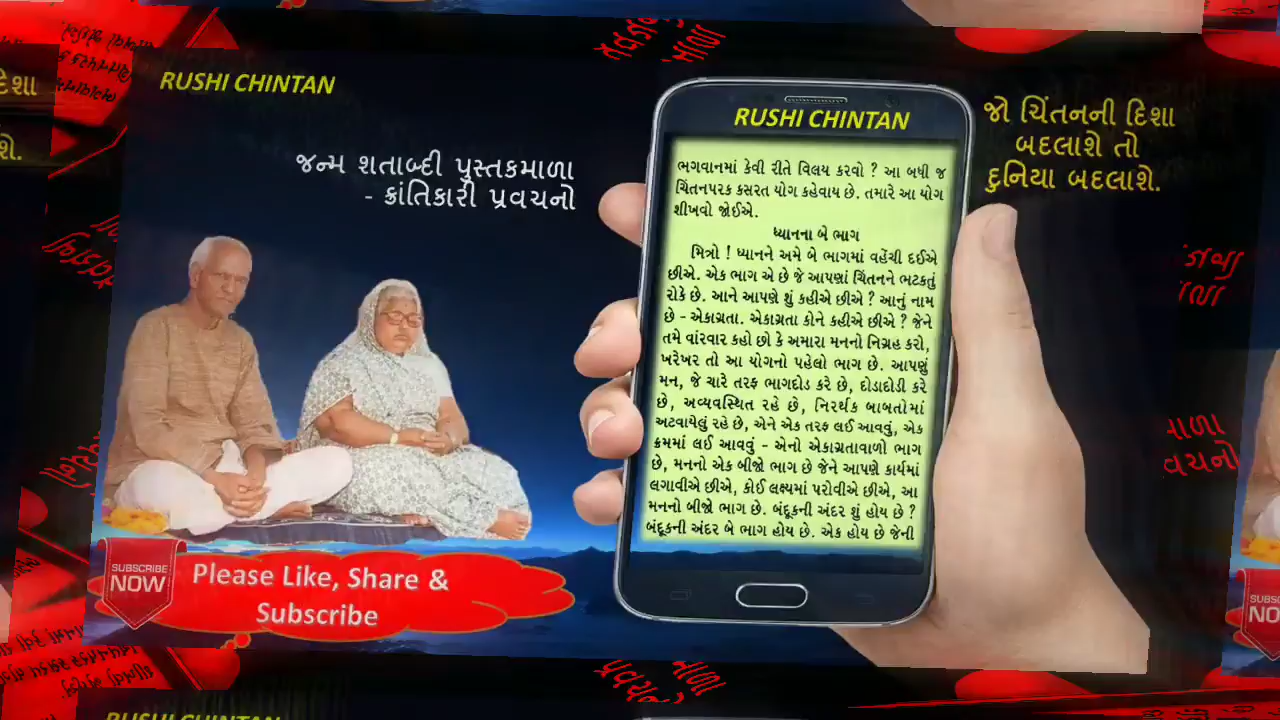 RUSHI CHINTAN
જન્મ શતાબ્દી પુસ્તકમાળા
- ક્રાંતિકારી પ્રવચનો
SUBSCRIBE
NOW
Please Like, Share &
Subscribe
RUSHI CHINTAN
ભગવાનમાં કેવી રીતે વિલય કરવો ? આ બધી જ
ચિંતનપરક કસરત યોગ કહેવાય છે. તમારે આ યોગ
શીખવો જોઈએ.
ધ્યાનના બે ભાગ
મિત્રો ! ધ્યાનને અમે બે ભાગમાં વહેંચી દઈએ
છીએ. એક ભાગ એ છે જે આપણાં ચિંતનને ભટકતું
રોકે છે. આને આપણે શું કહીએ છીએ ? આનું નામ
છે - એકાગ્રતા. એકાગ્રતા કોને કહીએ છીએ ? જેને
તમે વાંરવાર કહો છો કે અમારા મનનો નિગ્રહ કરો,
ખરેખર તો આ યોગનો પહેલો ભાગ છે. આપણું
મન, જે ચારે તરફ ભાગદોડ કરે છે, દોડાદોડી કરે
છે, અવ્યવસ્થિત રહે છે, નિરર્થક બાબતોમાં
અટવાયેલું રહે છે, એને એક તરફ લઈ આવવું, એક
ક્રમમાં લઈ આવવું - એનો એકાગ્રતાવાળો ભાગ
છે, મનનો એક બીજો ભાગ છે જેને આપણે કાર્યમાં
લગાવીએ છીએ, કોઈ લક્ષ્યમાં પરોવીએ છીએ, આ
મનનો બીજો ભાગ છે. બંદૂકની અંદર શું હોય છે ?
બંદૂકની અંદર બે ભાગ હોય છે. એક હોય છે જેની
જો ચિંતનની દિશા
બદલાશે તો
દુનિયા બદલાશે.